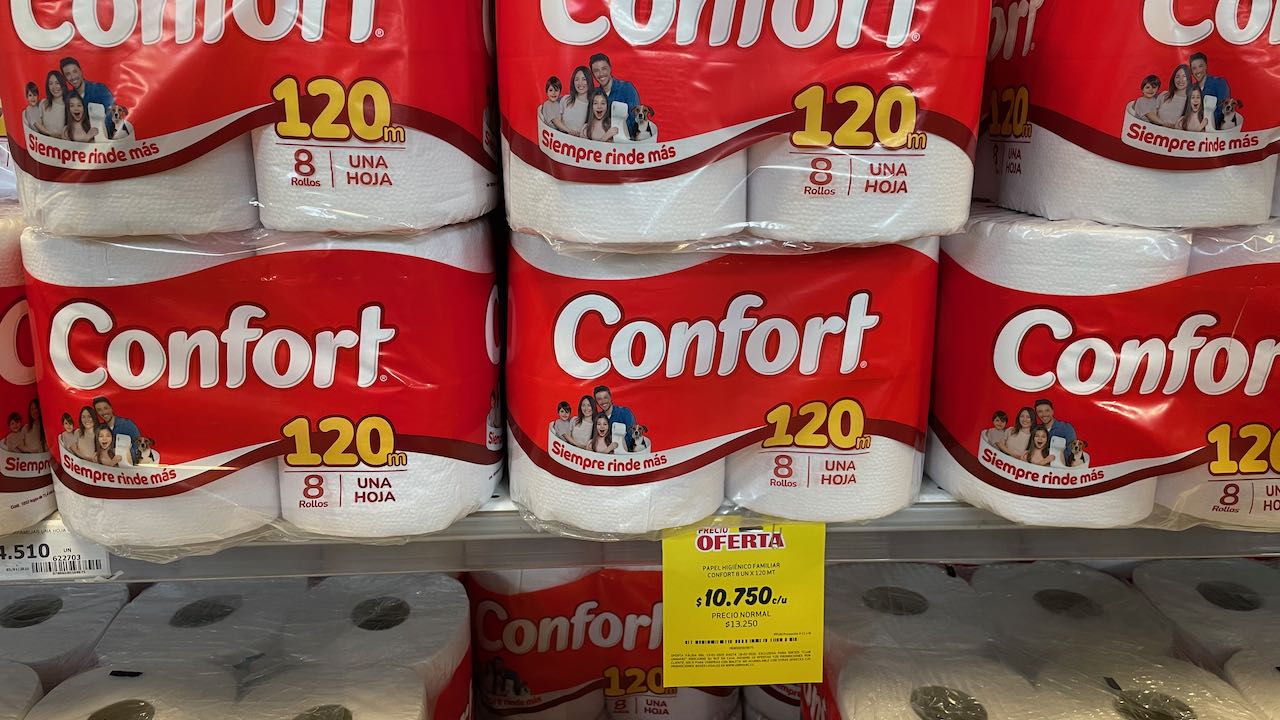 Confort
120m
Siempre rinde más
8 Rollos
UNA HOJA
Confort
120m
Siempre rinde más
8 Rollos
UNA HOJA
120
Siempre rinde más
Confort
120m
Siempre rinde más
8 Rollos
UNA HOJA
Confort
120m
Siempre rinde más
8 Rollos
UNA HOJA
Confort
Siempre rinde más
8 Rollos
4.510 UN
622703
PRECIO
OFERTA
PAPEL HIGIÉNICO FAMILIAR
CONFORT 8 UN X 120 MT
$10.750 c/u
PRECIO NORMAL
$13.250
Confort
120
8
UNA